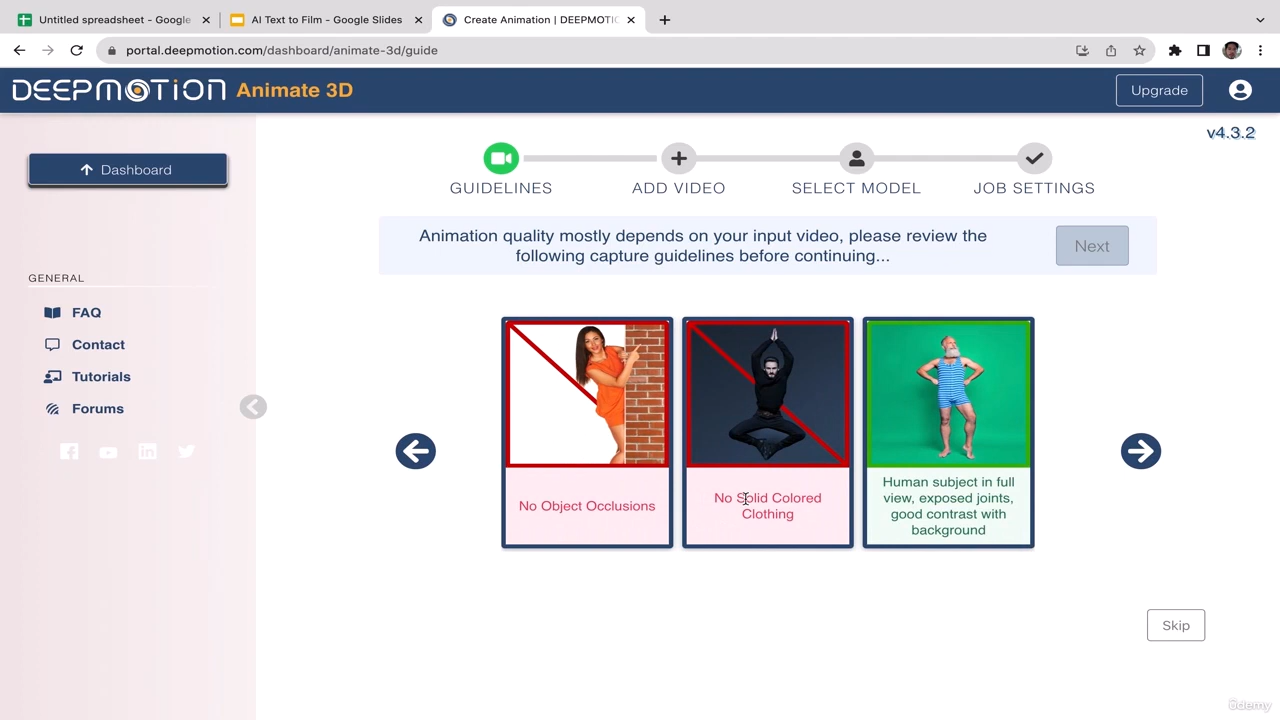 Untitled spreadsheet - Google
AI Text to Film - Google Slides
Create Animation | DEEPMOTIO
portal.deepmotion.com/dashboard/animate-3d/guide
DEEPMOTION Animate 3D
Upgrade
v4.3.2
Dashboard
GUIDELINES
ADD VIDEO
SELECT MODEL
JOB SETTINGS
Animation quality mostly depends on your input video, please review the
following capture guidelines before continuing...
Next
GENERAL
FAQ
Contact
Tutorials
Forums
No Object Occlusions
No Solid Colored
Clothing
Human subject in full
view, exposed joints,
good contrast with
background
Skip
ûdemy